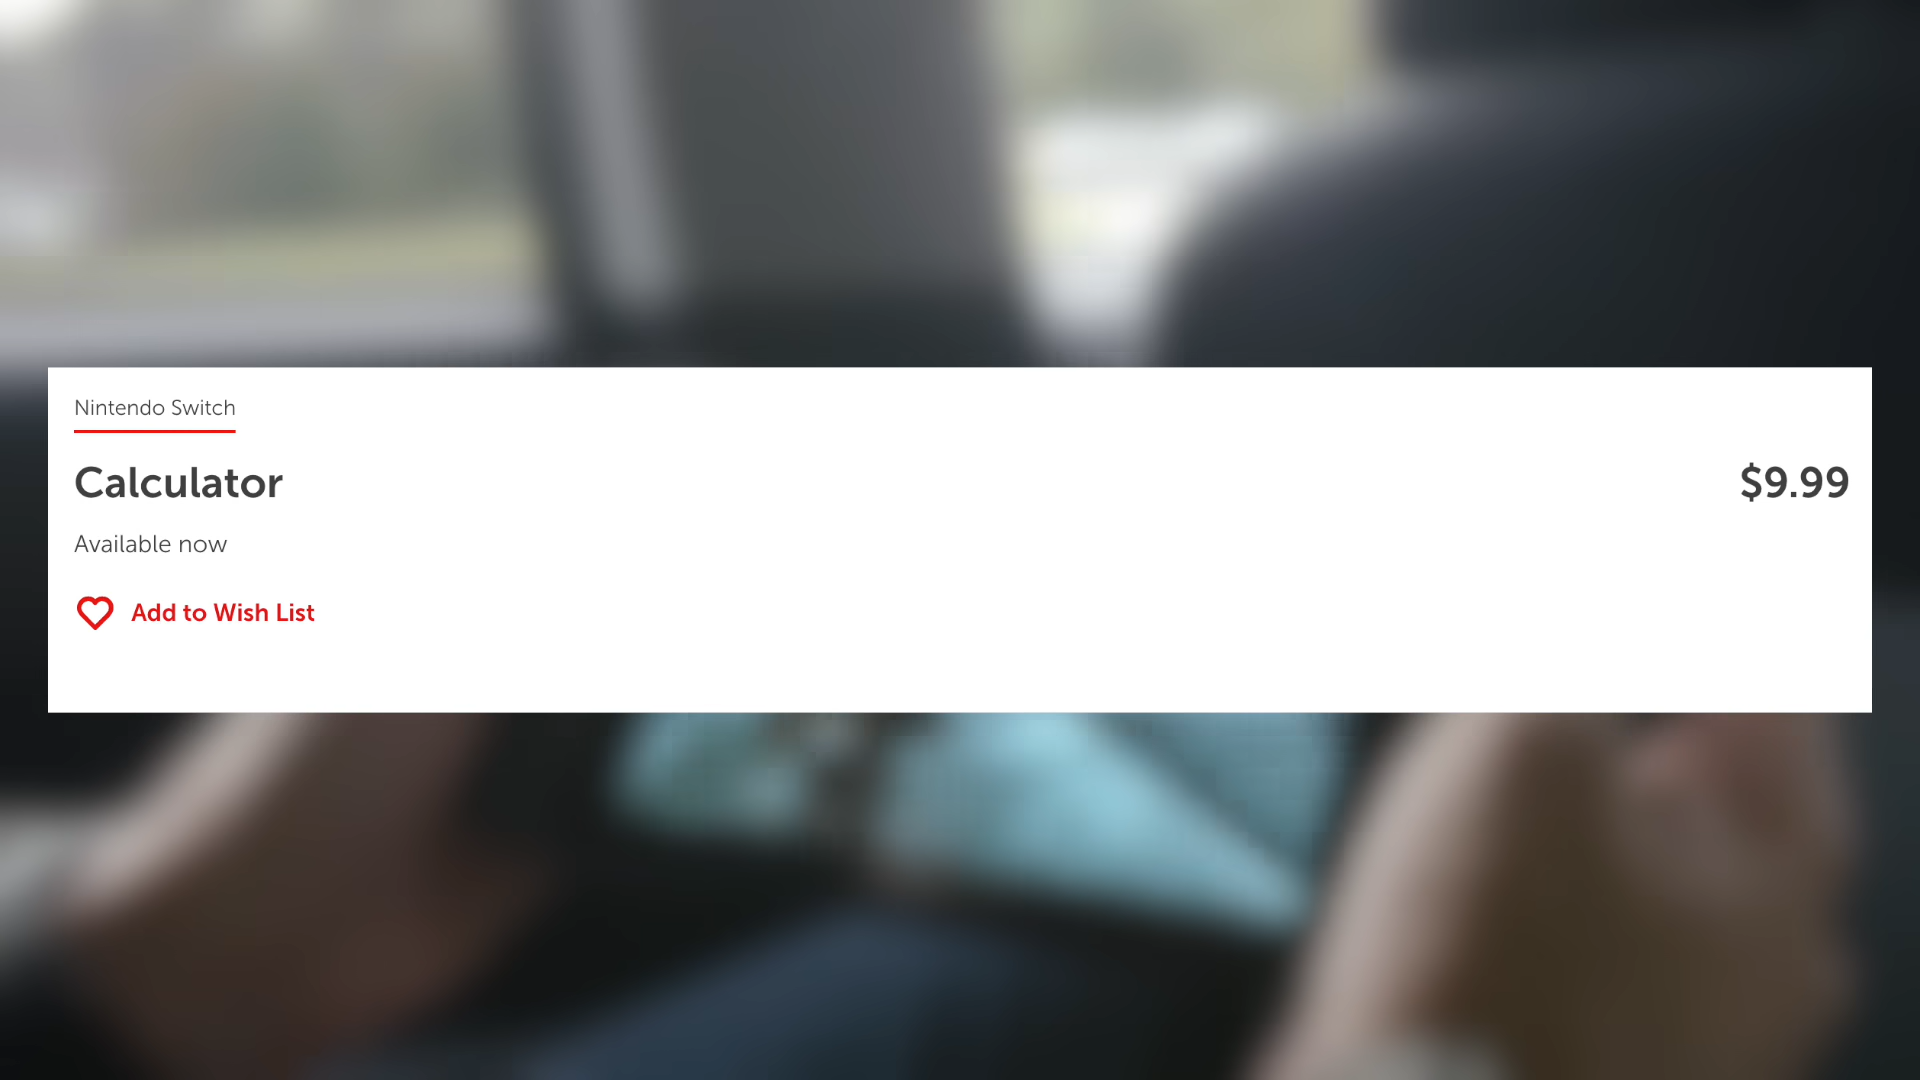 Nintendo Switch
Calculator
$9.99
Available now
Add to Wish List